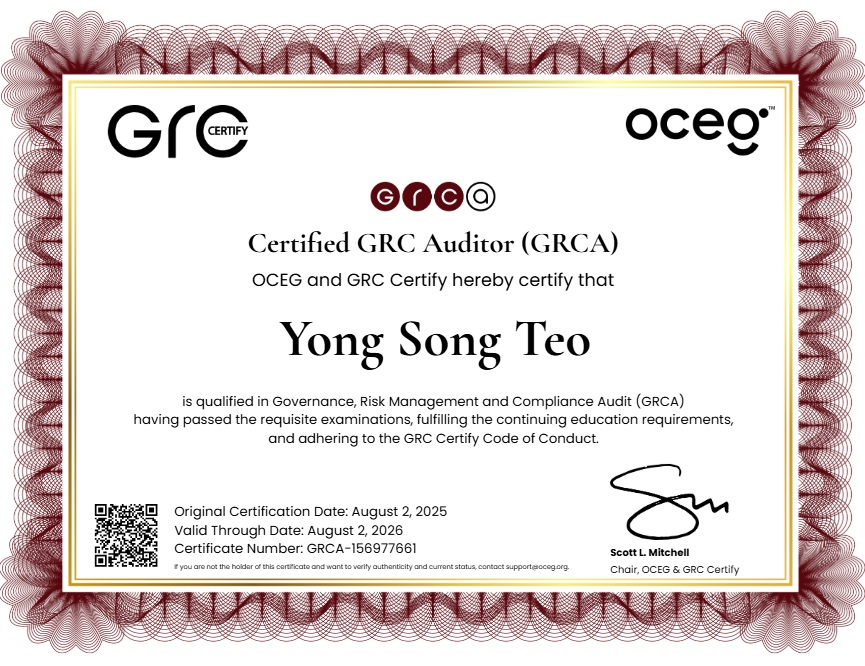 GrC CERTIFY
oceg™
G r C a
Certified GRC Auditor (GRCA)
OCEG and GRC Certify hereby certify that
Yong Song Teo
is qualified in Governance, Risk Management and Compliance Audit (GRCA)
having passed the requisite examinations, fulfilling the continuing education requirements,
and adhering to the GRC Certify Code of Conduct.
Original Certification Date: August 2, 2025
Valid Through Date: August 2, 2026
Certificate Number: GRCA-156977661
If you are not the holder of this certificate and want to verify authenticity and current status, contact support@oceg.org.
Scott L. Mitchell
Chair, OCEG & GRC Certify